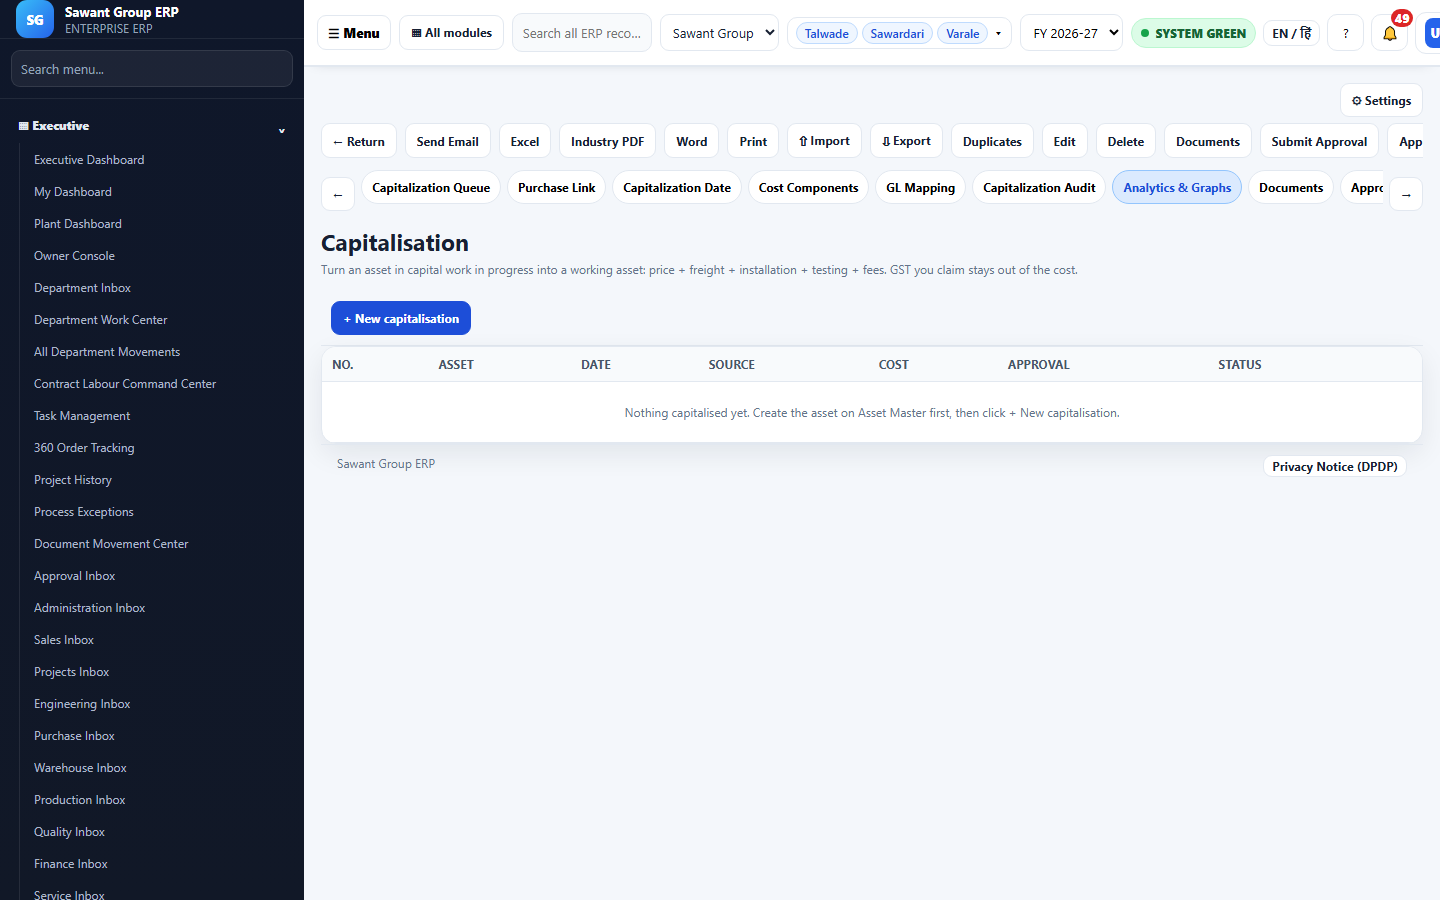 SG
Sawant Group ERP
ENTERPRISE ERP
Search menu...
Executive
Executive Dashboard
My Dashboard
Plant Dashboard
Owner Console
Department Inbox
Department Work Center
All Department Movements
Contract Labour Command Center
Task Management
360 Order Tracking
Project History
Process Exceptions
Document Movement Center
Approval Inbox
Administration Inbox
Sales Inbox
Projects Inbox
Engineering Inbox
Purchase Inbox
Warehouse Inbox
Production Inbox
Quality Inbox
Finance Inbox
Service Inbox
☰ Menu
All modules
Search all ERP reco...
Sawant Group
Talwade Sawardari Varale
FY 2026-27
SYSTEM GREEN
EN / हिं
?
49
U
⚙ Settings
← Return Send Email Excel Industry PDF Word Print ⇧ Import ⇩ Export Duplicates Edit Delete Documents Submit Approval App
← Capitalization Queue Purchase Link Capitalization Date Cost Components GL Mapping Capitalization Audit Analytics & Graphs Documents Appro →
Capitalisation
Turn an asset in capital work in progress into a working asset: price + freight + installation + testing + fees. GST you claim stays out of the cost.
+ New capitalisation
NO. ASSET DATE SOURCE COST APPROVAL STATUS
Nothing capitalised yet. Create the asset on Asset Master first, then click + New capitalisation.
Sawant Group ERP
Privacy Notice (DPDP)